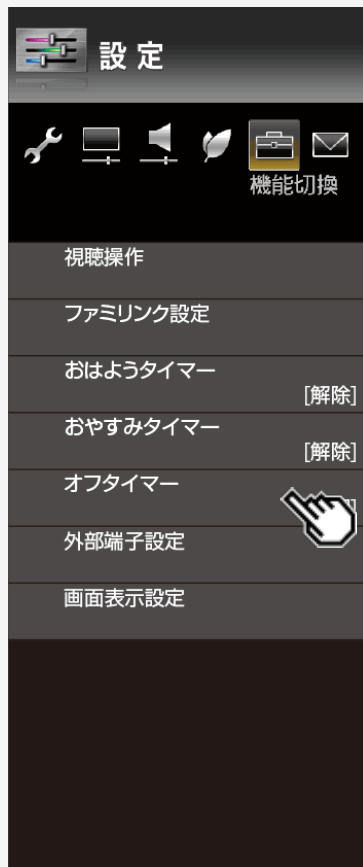 設定
機能切換
視聴操作
ファミリンク設定
おはようタイマー
[解除]
おやすみタイマー
[解除]
オフタイマー
外部端子設定
画面表示設定